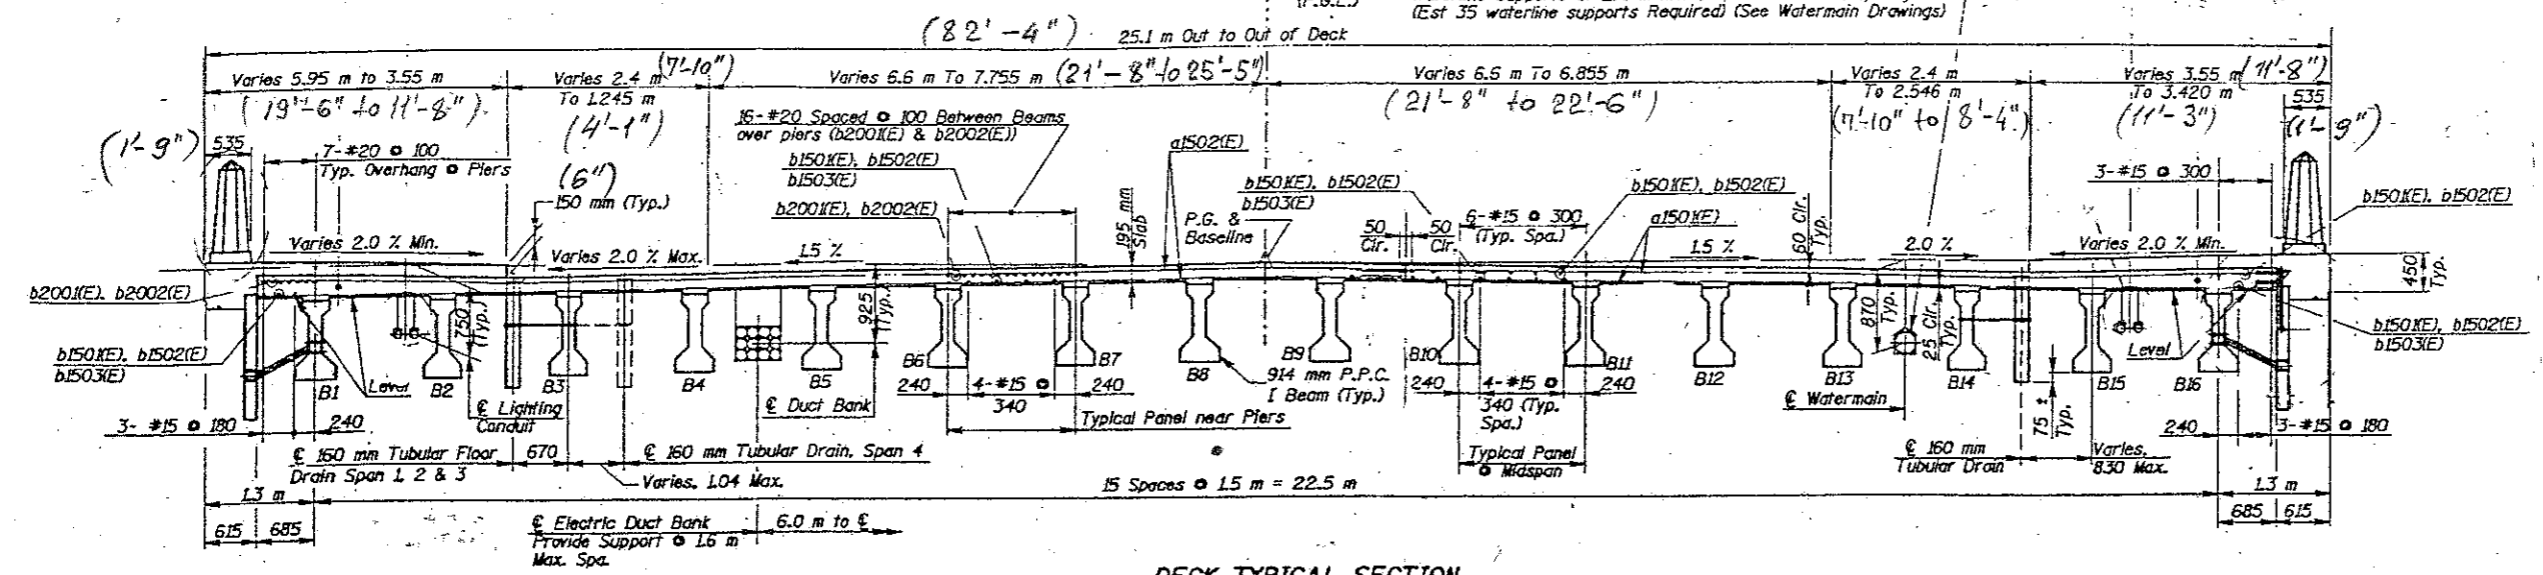 (P.G.L.)
(Est 35 waterline supports Required) (See Watermain Drawings)
(82'-4") 25.1 m Out to Out of Deck
Varies 5.95 m to 3.55 m
(19'-6" to 11'-8")
Varies 2.4 m (7'-10")
To 1.245 m
(4'-1")
Varies 6.6 m To 7.755 m (21'-8" to 25'-5")
Varies 6.6 m To 6.855 m
(21'-8" to 22'-6")
Varies 2.4 m
To 2.546 m
(7'-10" to 8'-4")
Varies 3.55 m (11'-8")
To 3.420 m
(11'-3")
(1'-9")
535
535
(1'-9")
7-#20 @ 100
Typ. Overhang @ Piers
(6")
150 mm (Typ.)
16-#20 Spaced @ 100 Between Beams
over piers (b2001(E) & b2002(E))
b1501(E), b1502(E)
b1503(E)
b2001(E), b2002(E)
a1502(E)
195 mm
Slab
P.G. &
Baseline
b1501(E), b1502(E)
b1503(E)
50
Clr.
50
Clr.
6-#15 @ 300
(Typ. Spa.)
b1501(E), b1502(E)
a1501(E)
60 Clr.
Typ.
3-#15 @ 300
b1501(E), b1502(E)
Varies 2.0 % Min.
Varies 2.0 % Max.
1.5 %
1.5 %
2.0 %
Varies 2.0 % Min.
450
Typ.
b2001(E), b2002(E)
b1501(E), b1502(E)
b1503(E)
750
(Typ.)
925
(Typ.)
870
Typ.
25 Clr.
Typ.
b1501(E), b1502(E)
b1503(E)
Level
Level
B1
B2
B3
B4
B5
B6
B7
B8
B9
B10
B11
B12
B13
B14
B15
B16
℄ Lighting
Conduit
℄ Duct Bank
240
4-#15 @
340
240
914 mm P.P.C.
I Beam (Typ.)
240
4-#15 @
340 (Typ.
Spa.)
240
℄ Watermain
75 ±
Typ.
3- #15 @ 180
240
Typical Panel near Piers
240
3-#15 @ 180
℄ 160 mm Tubular Floor
Drain Span 1, 2 & 3
670
℄ 160 mm Tubular Drain, Span 4
Varies, 1.04 Max.
Typical Panel
@ Midspan
℄ 160 mm
Tubular Drain
Varies,
830 Max.
1.3 m
15 Spaces @ 1.5 m = 22.5 m
1.3 m
615
685
℄ Electric Duct Bank
Provide Support @ 1.6 m
Max. Spa.
6.0 m to ℄
685
615
DECK TYPICAL SECTION